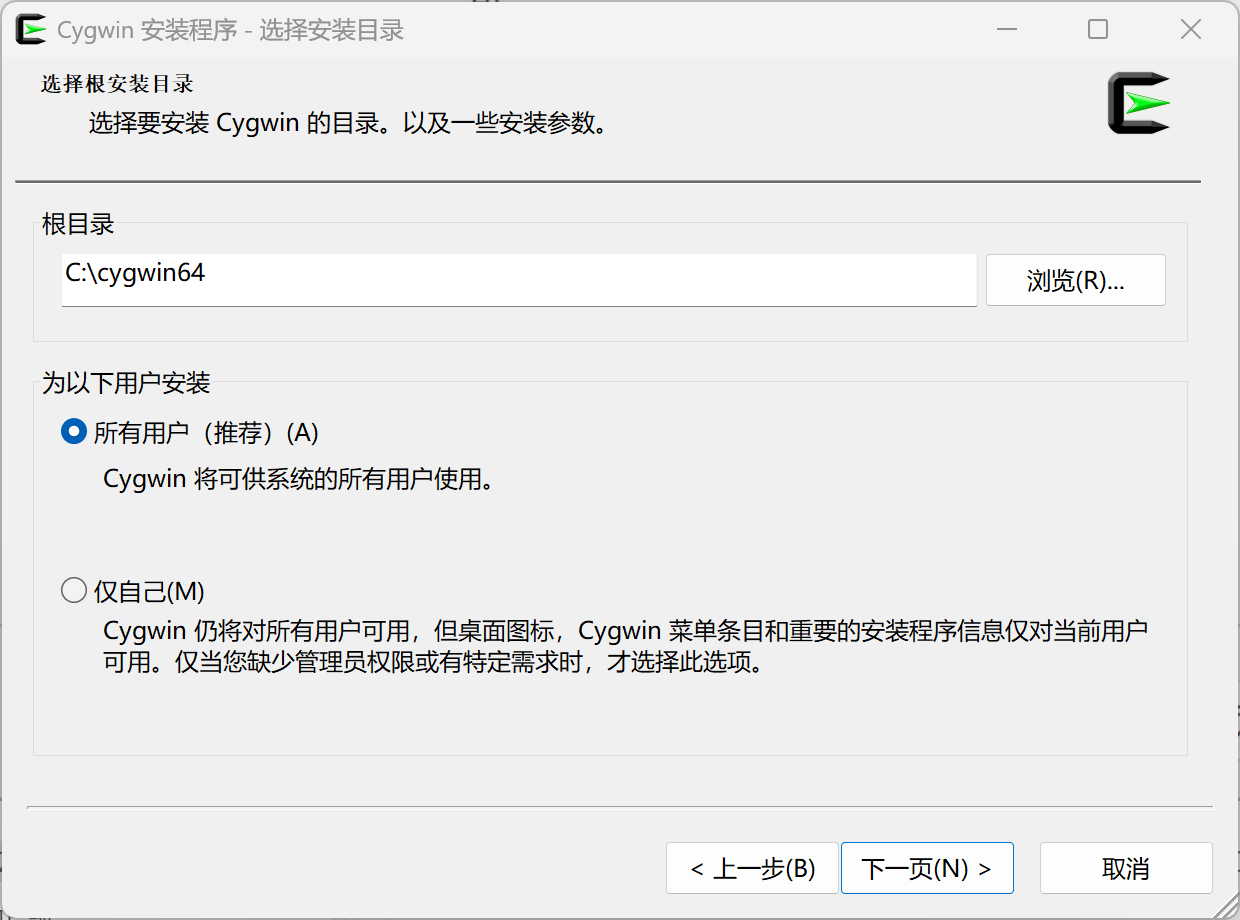 Cygwin 安装程序 - 选择安装目录
选择根安装目录
选择要安装 Cygwin 的目录。以及一些安装参数。
根目录
C:\cygwin64
浏览(R)...
为以下用户安装
所有用户（推荐）(A)
Cygwin 将可供系统的所有用户使用。
仅自己(M)
Cygwin 仍将对所有用户可用，但桌面图标，Cygwin 菜单条目和重要的安装程序信息仅对当前用户
可用。仅当您缺少管理员权限或有特定需求时，才选择此选项。
< 上一步(B)
下一页(N) >
取消